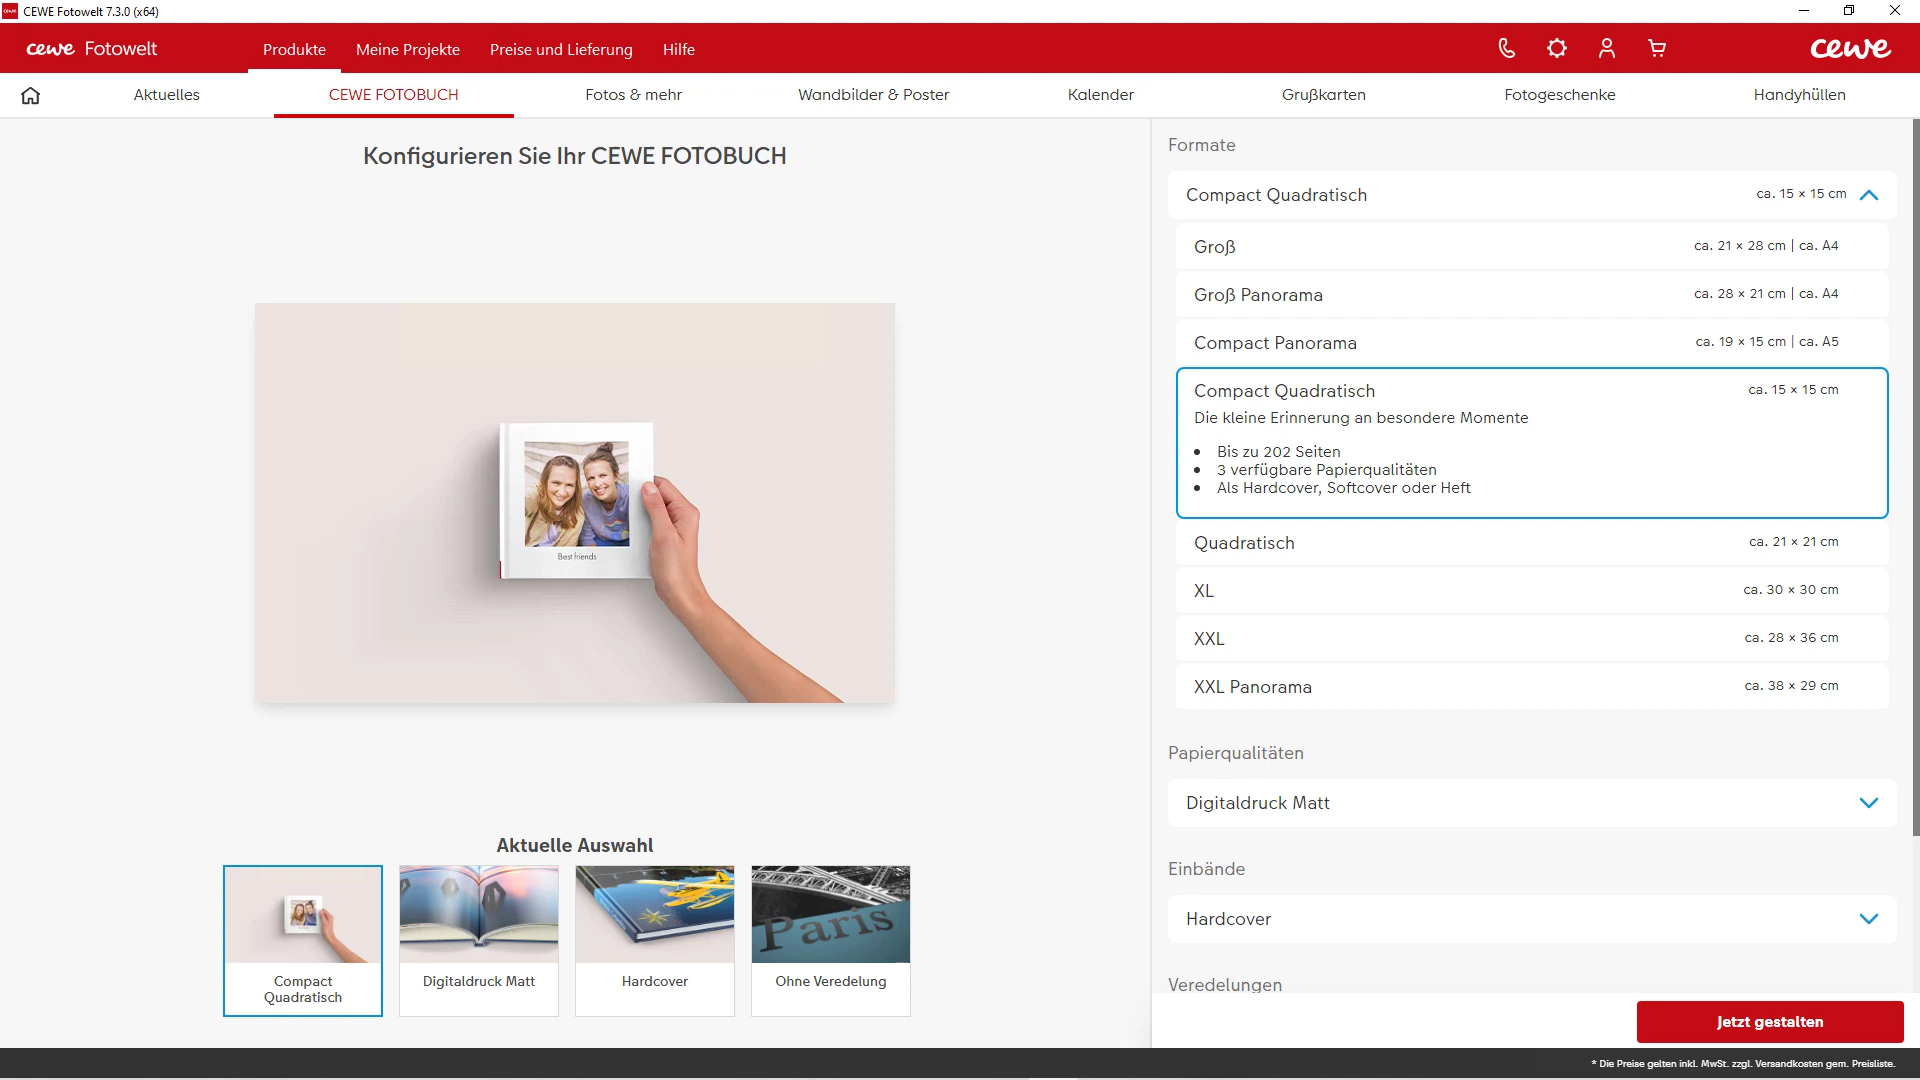 CEWE Fotowelt 7.3.0 (x64)
cewe Fotowelt
Produkte
Meine Projekte
Preise und Lieferung
Hilfe
cewe
Aktuelles
CEWE FOTOBUCH
Fotos & mehr
Wandbilder & Poster
Kalender
Grußkarten
Fotogeschenke
Handyhüllen
Konfigurieren Sie Ihr CEWE FOTOBUCH
Best friends
Aktuelle Auswahl
Paris
Compact
Quadratisch
Digitaldruck Matt
Hardcover
Ohne Veredelung
Formate
Compact Quadratisch ca. 15 × 15 cm
Groß ca. 21 × 28 cm | ca. A4
Groß Panorama ca. 28 × 21 cm | ca. A4
Compact Panorama ca. 19 × 15 cm | ca. A5
Compact Quadratisch ca. 15 × 15 cm
Die kleine Erinnerung an besondere Momente
• Bis zu 202 Seiten
• 3 verfügbare Papierqualitäten
• Als Hardcover, Softcover oder Heft
Quadratisch ca. 21 × 21 cm
XL ca. 30 × 30 cm
XXL ca. 28 × 36 cm
XXL Panorama ca. 38 × 29 cm
Papierqualitäten
Digitaldruck Matt
Einbände
Hardcover
Veredelungen
Jetzt gestalten
* Die Preise gelten inkl. MwSt. zzgl. Versandkosten gem. Preisliste.